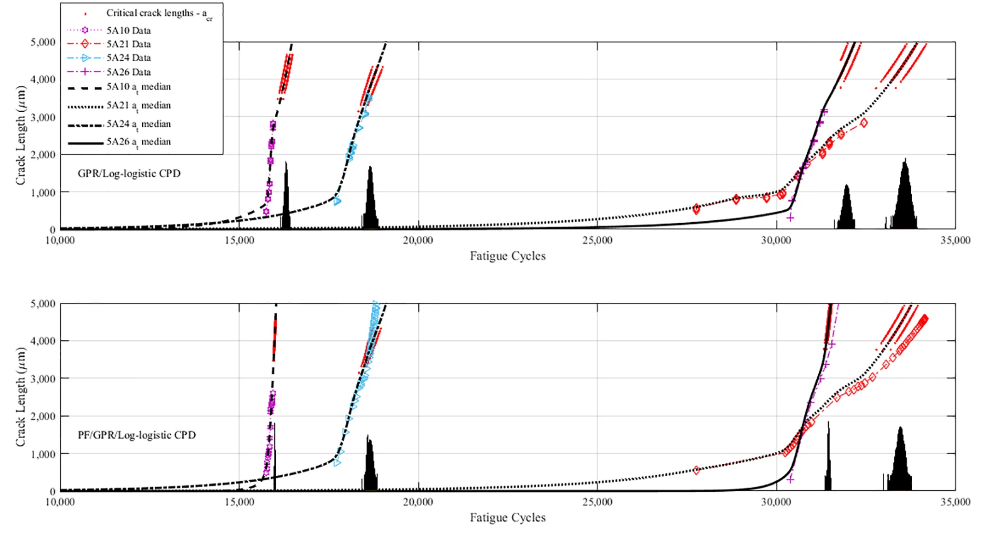 Critical crack lengths - a_cr
5A10 Data
5A21 Data
5A24 Data
5A26 Data
5A10 a_t median
5A21 a_t median
5A24 a_t median
5A26 a_t median
5,000
4,000
3,000
2,000
1,000
0
Crack Length (μm)
GPR/Log-logistic CPD
10,000 15,000 20,000 25,000 30,000 35,000
Fatigue Cycles
5,000
4,000
3,000
2,000
1,000
0
Crack Length (μm)
PF/GPR/Log-logistic CPD
10,000 15,000 20,000 25,000 30,000 35,000
Fatigue Cycles